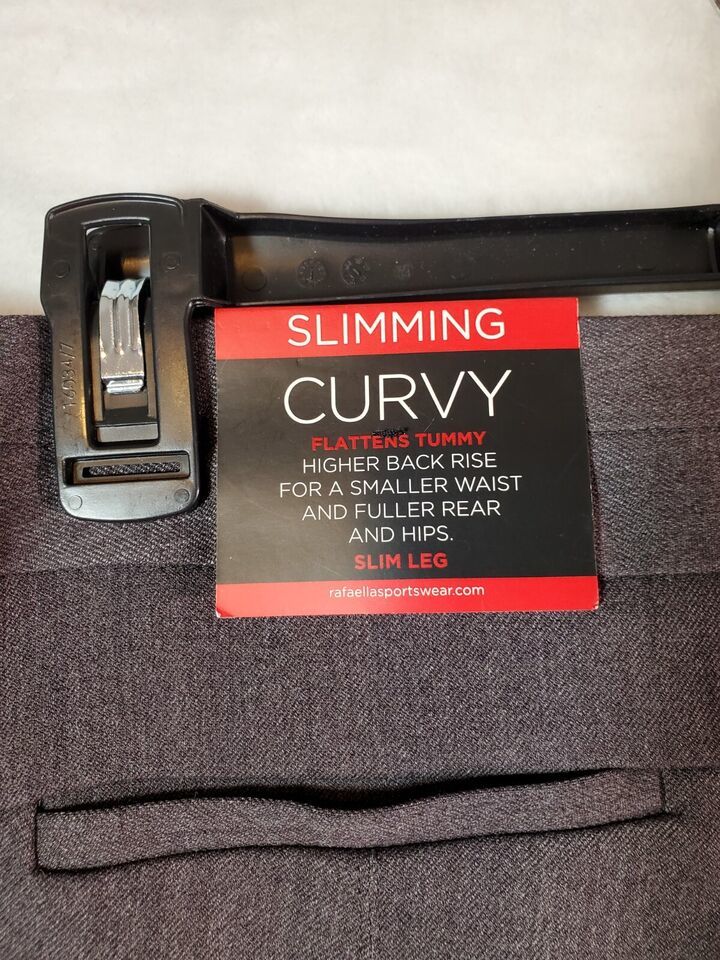 SLIMMING
CURVY
FLATTENS TUMMY
HIGHER BACK RISE
FOR A SMALLER WAIST
AND FULLER REAR
AND HIPS.
SLIM LEG
rafaellasportswear.com